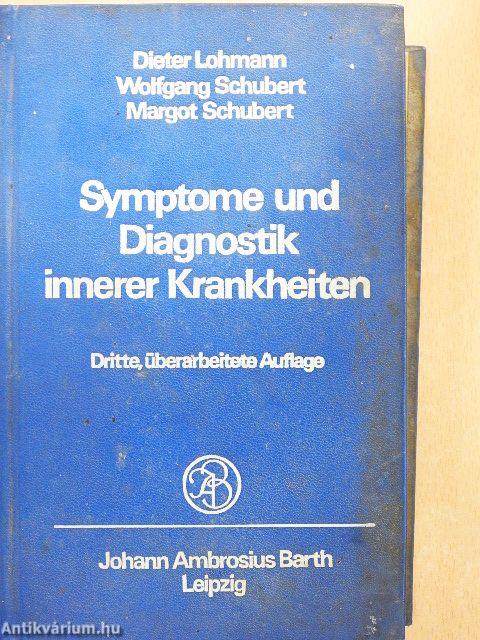 Dieter Lohmann
Wolfgang Schubert
Margot Schubert
Symptome und
Diagnostik
innerer Krankheiten
Dritte, überarbeitete Auflage
JAB
Johann Ambrosius Barth
Leipzig
Antikvárium.hu